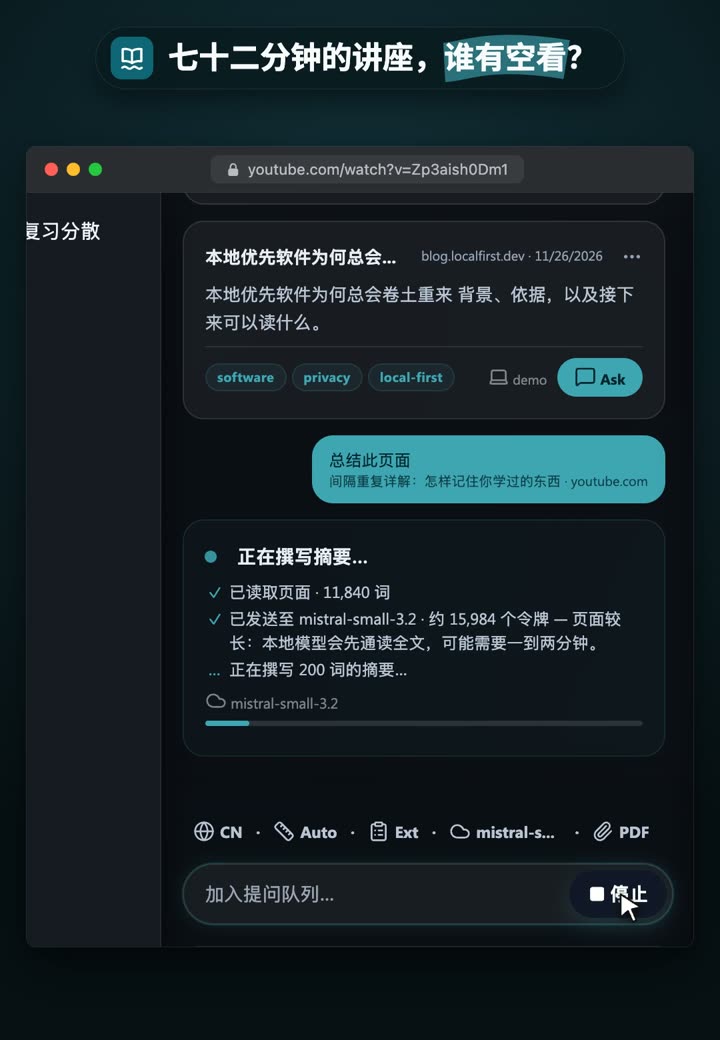 七十二分钟的讲座，谁有空看？
youtube.com/watch?v=Zp3aish0Dm1
复习分散
本地优先软件为何总会... blog.localfirst.dev · 11/26/2026
本地优先软件为何总会卷土重来 背景、依据，以及接下
来可以读什么。
software privacy local-first demo Ask
总结此页面
间隔重复详解：怎样记住你学过的东西 · youtube.com
正在撰写摘要...
已读取页面 · 11,840 词
已发送至 mistral-small-3.2 · 约 15,984 个令牌 — 页面较
长：本地模型会先通读全文，可能需要一到两分钟。
... 正在撰写 200 词的摘要...
mistral-small-3.2
CN · Auto · Ext · mistral-s... · PDF
加入提问队列... 停止